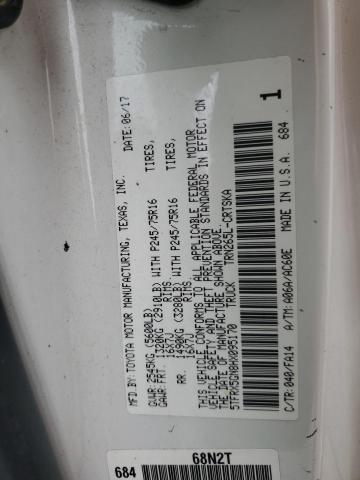 MFD. BY: TOYOTA MOTOR MANUFACTURING, TEXAS, INC.
DATE: 06/17
GVWR: 2545KG (5600LB)
FR. 1320KG (2910LB) WITH P245/75R16 TIRES,
16X7J RIMS
RR. 1490KG (3280LB) WITH P245/75R16 TIRES,
16X7J RIMS
THIS VEHICLE CONFORMS TO ALL APPLICABLE FEDERAL MOTOR
VEHICLE SAFETY AND THEFT PREVENTION STANDARDS IN EFFECT ON
THE DATE OF MANUFACTURE SHOWN ABOVE.
5TFRX5GN8HX095170 TRUCK TRN265L-CRTSKA
C/TR: 040/FA14 A/TM: A06A/AC60E MADE IN U.S.A. 684
1
684 68N2T